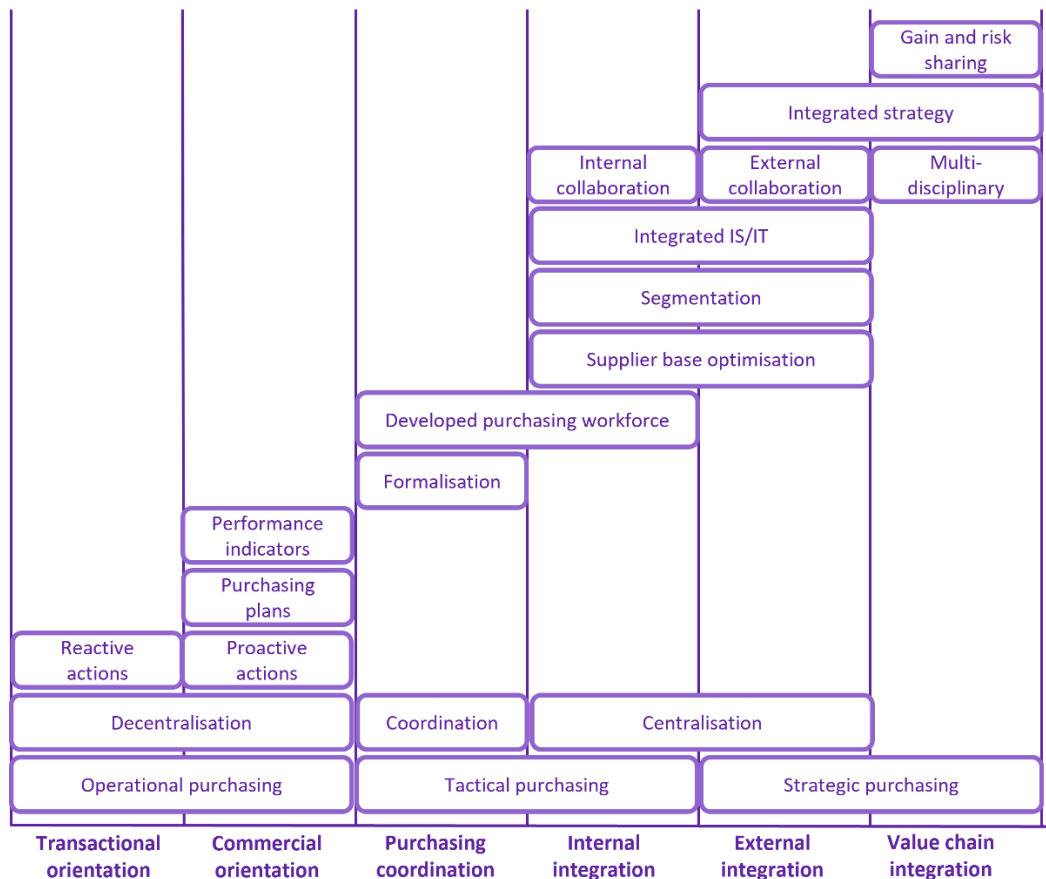 Gain and risk
sharing
Integrated strategy
Internal
collaboration
External
collaboration
Multi-
disciplinary
Integrated IS/IT
Segmentation
Supplier base optimisation
Developed purchasing workforce
Formalisation
Performance
indicators
Purchasing
plans
Reactive
actions
Proactive
actions
Decentralisation
Coordination
Centralisation
Operational purchasing
Tactical purchasing
Strategic purchasing
Transactional
orientation
Commercial
orientation
Purchasing
coordination
Internal
integration
External
integration
Value chain
integration